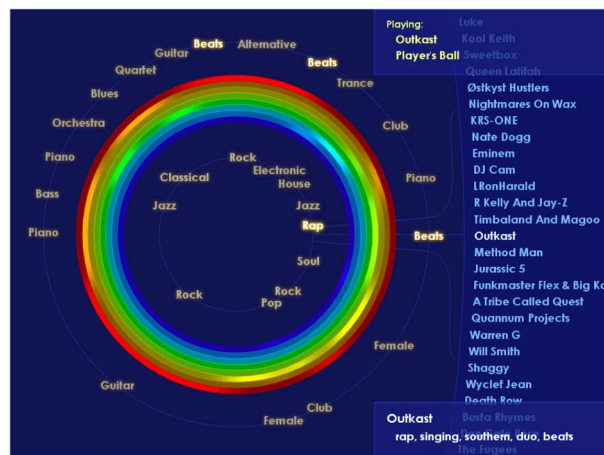 Playing:
Outkast
Player's Ball
Luke
Kool Keith
Sweetbox
Queen Latifah
Østkyst Hustlers
Nightmares On Wax
KRS-ONE
Nate Dogg
Eminem
DJ Cam
LRonHarald
R Kelly And Jay-Z
Timbaland And Magoo
Outkast
Method Man
Jurassic 5
Funkmaster Flex & Big Ka
A Tribe Called Quest
Quannum Projects
Warren G
Will Smith
Shaggy
Wyclef Jean
Death Row
Busta Rhymes
The Fugees
Outkast
rap, singing, southern, duo, beats
Beats
Alternative
Guitar
Beats
Quartet
Trance
Blues
Orchestra
Club
Piano
Piano
Bass
Piano
Beats
Female
Guitar
Club
Female
Rock
Electronic
Classical
House
Jazz
Jazz
Rap
Soul
Rock
Rock
Pop